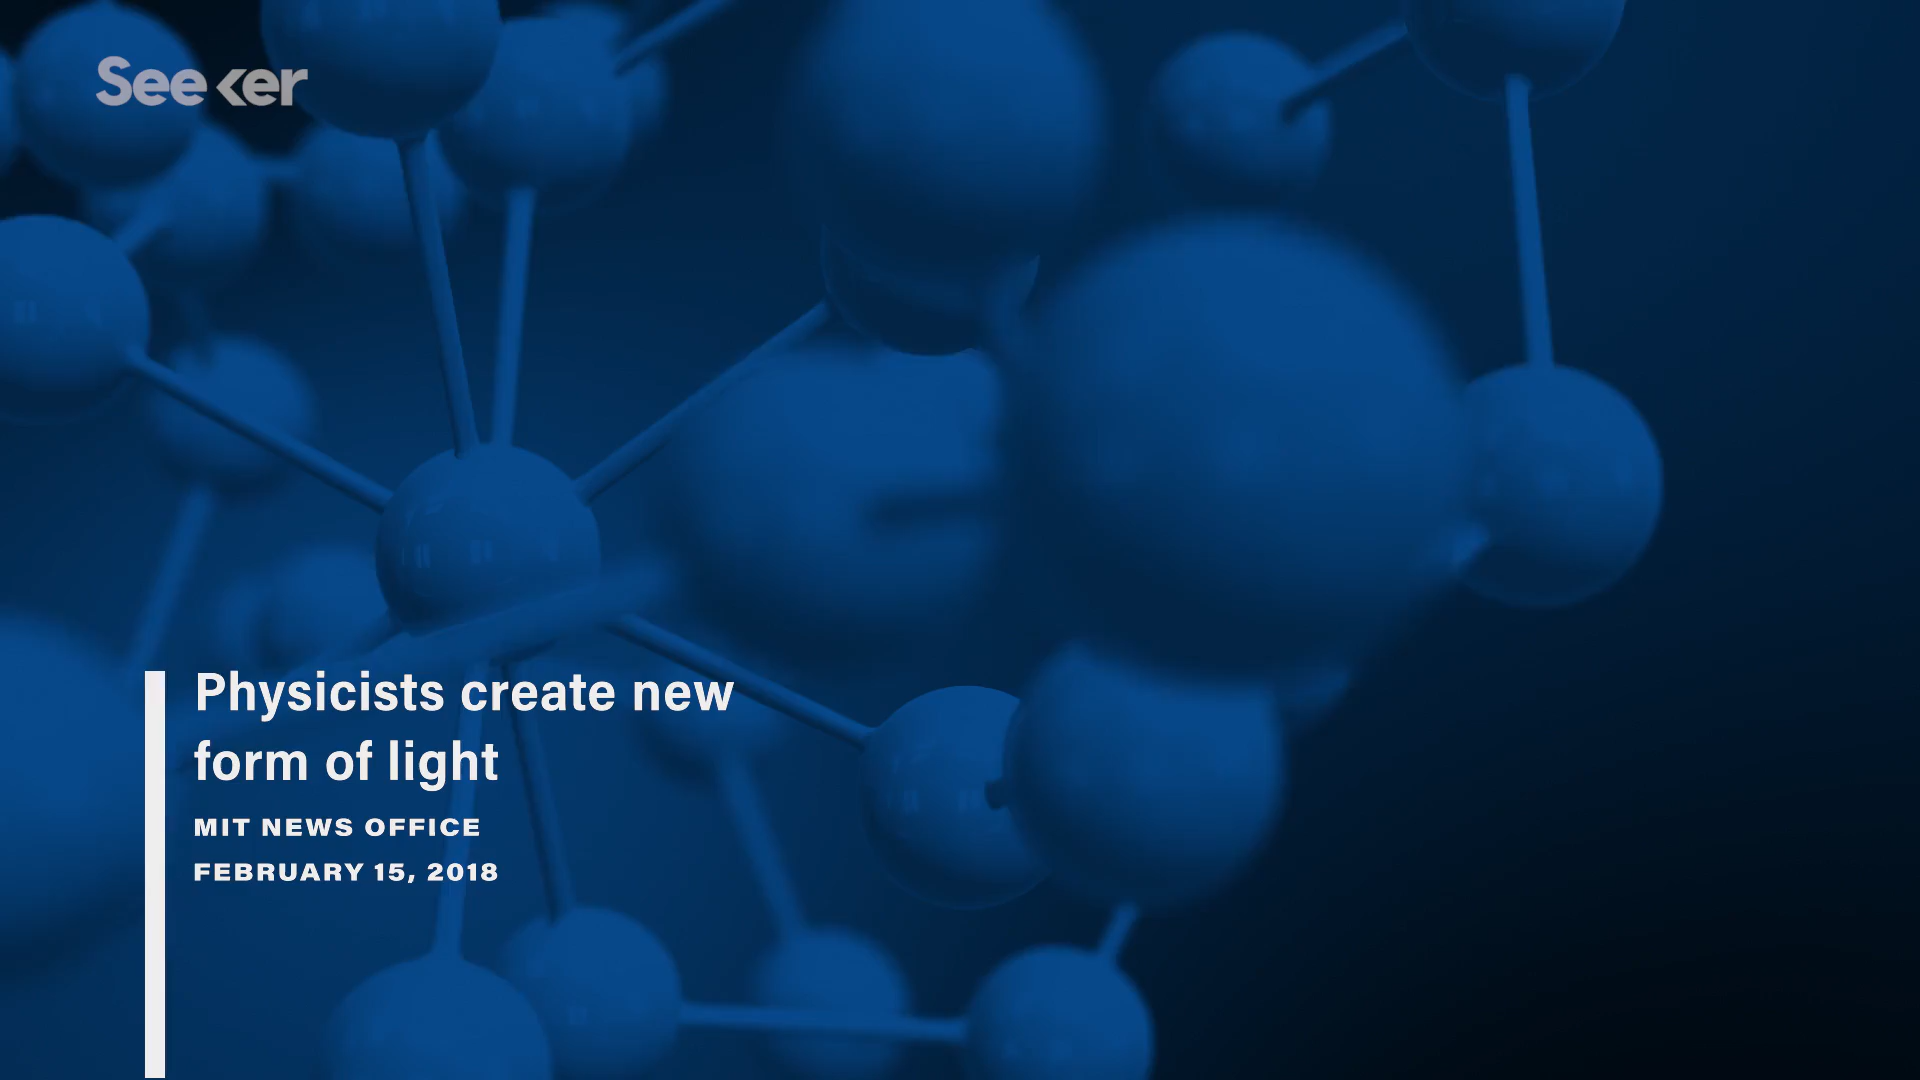 Seeker
Physicists create new
form of light
MIT NEWS OFFICE
FEBRUARY 15, 2018